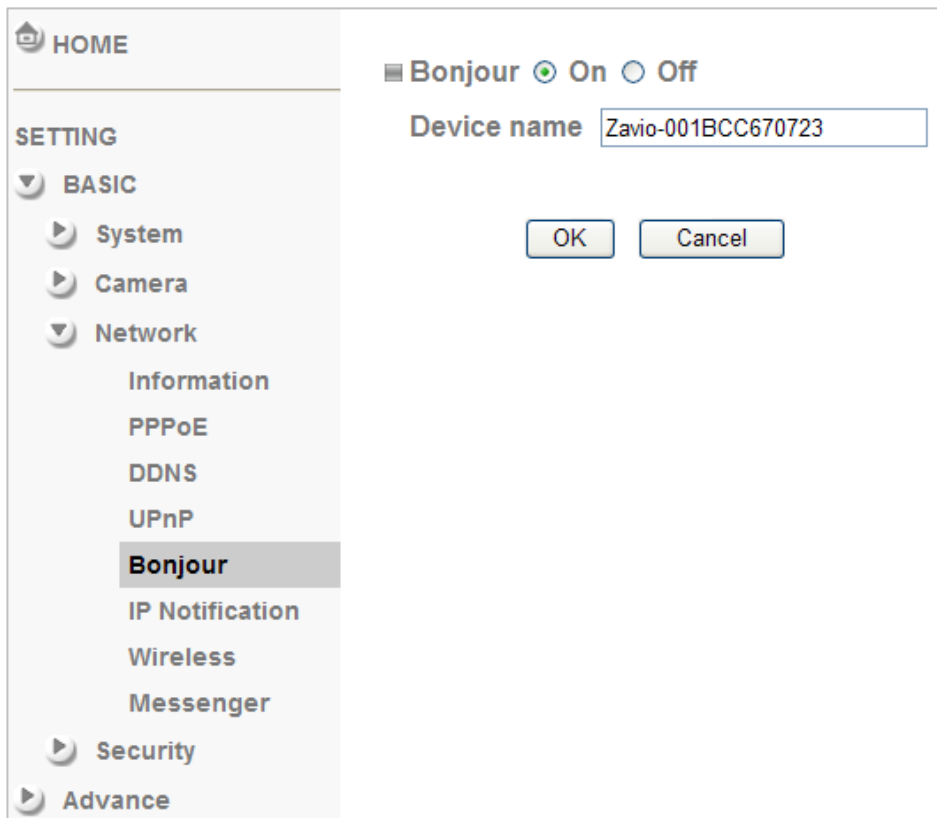 HOME
SETTING
BASIC
System
Camera
Network
Information
PPPoE
DDNS
UPnP
Bonjour
IP Notification
Wireless
Messenger
Security
Advance
Bonjour On Off
Device name Zavio-001BCC670723
OK Cancel